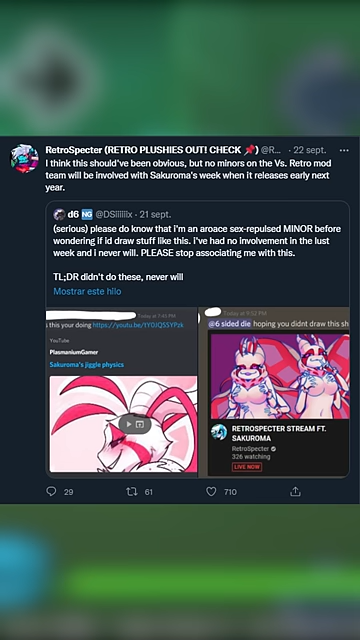 RetroSpecter (RETRO PLUSHIES OUT! CHECK 📌) @R... · 22 sept.
I think this should've been obvious, but no minors on the Vs. Retro mod
team will be involved with Sakuroma's week when it releases early next
year.
d6 NG @DSiiiiiix · 21 sept.
(serious) please do know that i'm an aroace sex-repulsed MINOR before
wondering if id draw stuff like this. i've had no involvement in the lust
week and i never will. PLEASE stop associating me with this.
TL;DR didn't do these, never will
Mostrar este hilo
Today at 7:40 PM
s this your doing https://youtu.be/tYOJQS5YPck
YouTube
PlasmaniumGamer
Sakuroma's jiggle physics
Today at 9:52 PM
@6 sided die hoping you didnt draw this sh
RETROSPECTER STREAM FT.
SAKUROMA
RetroSpecter
326 watching
LIVE NOW
29
61
710